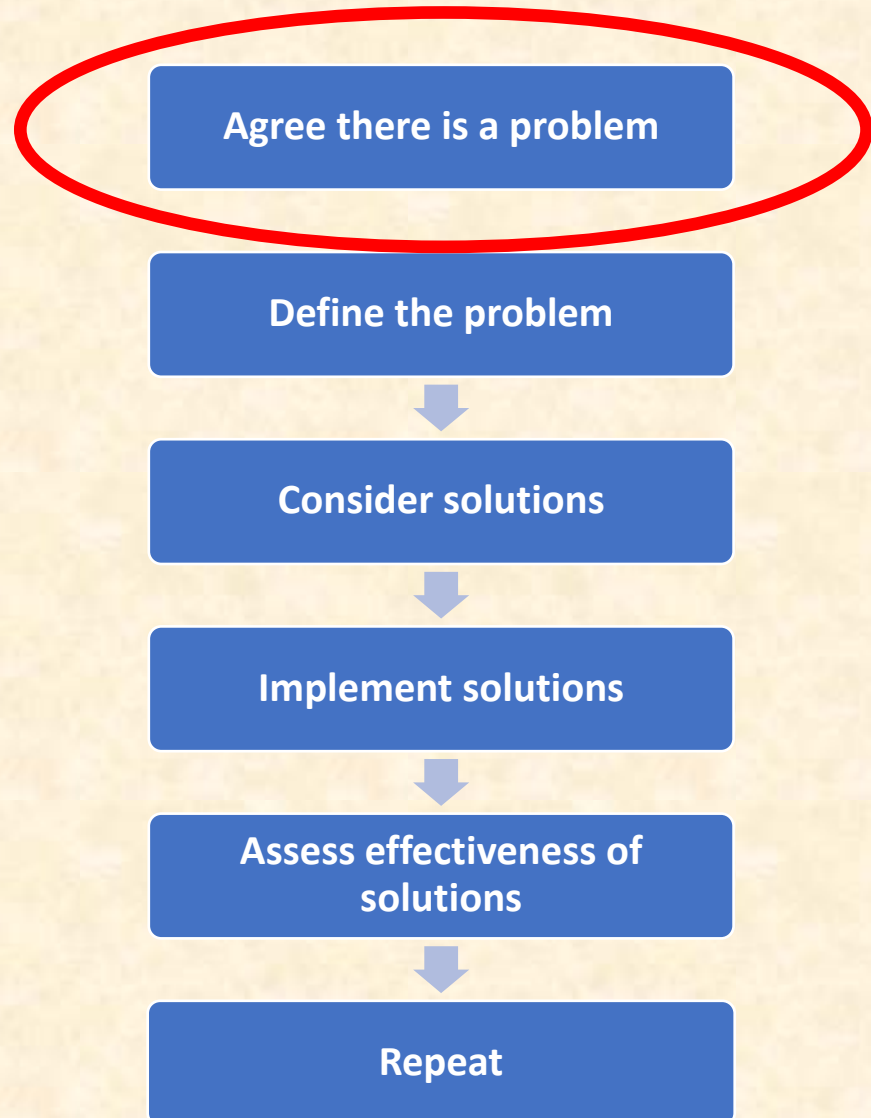 Agree there is a problem
Define the problem
Consider solutions
Implement solutions
Assess effectiveness of
solutions
Repeat